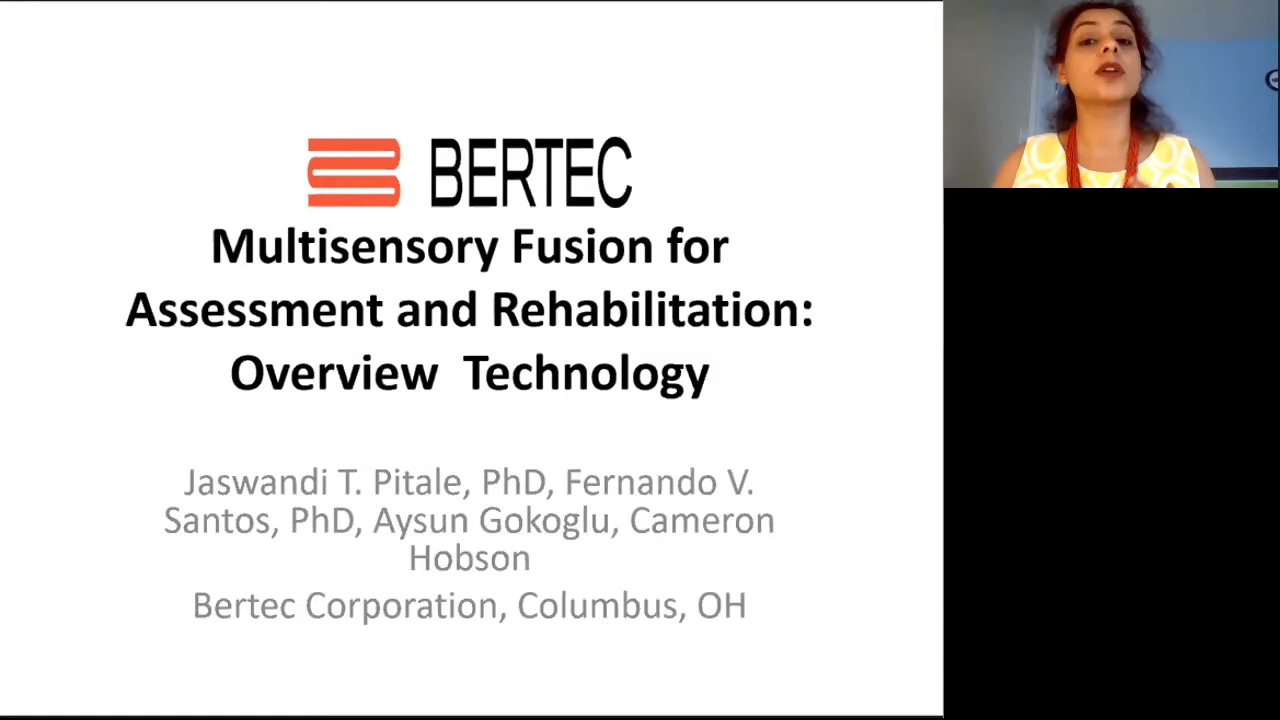 BERTEC
Multisensory Fusion for
Assessment and Rehabilitation:
Overview  Technology
Jaswandi T. Pitale, PhD, Fernando V.
Santos, PhD, Aysun Gokoglu, Cameron
Hobson
Bertec Corporation, Columbus, OH